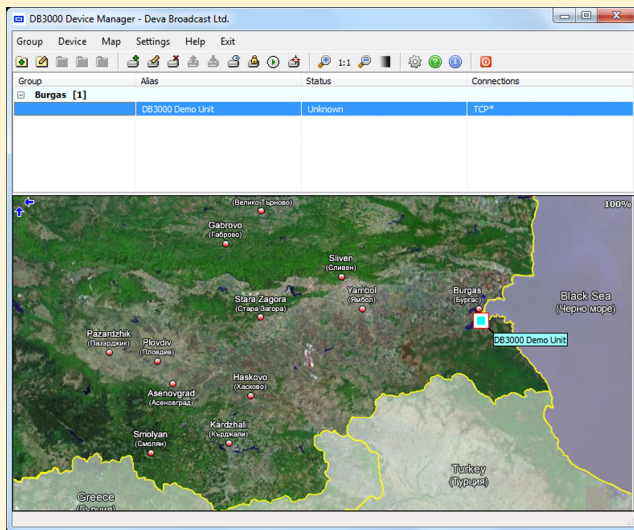 DB3000 Device Manager - Deva Broadcast Ltd.
Group Device Map Settings Help Exit
1:1
Group Alias Status Connections
Burgas [1]
DB3000 Demo Unit Unknown TCP*
100%
(Велико Търново)
Gabrovo
(Габрово)
Sliven
(Сливен)
Yambol
(Ямбол)
Burgas
(Бургас)
Black Sea
(Черно море)
Stara Zagora
(Стара Загора)
Pazardzhik
(Пазарджик)
Plovdiv
(Пловдив)
DB3000 Demo Unit
Haskovo
(Хасково)
Asenovgrad
(Асеновград)
Kardzhali
(Кърджали)
Smolyan
(Смолян)
Turkey
(Турция)
Greece
(Гърция)